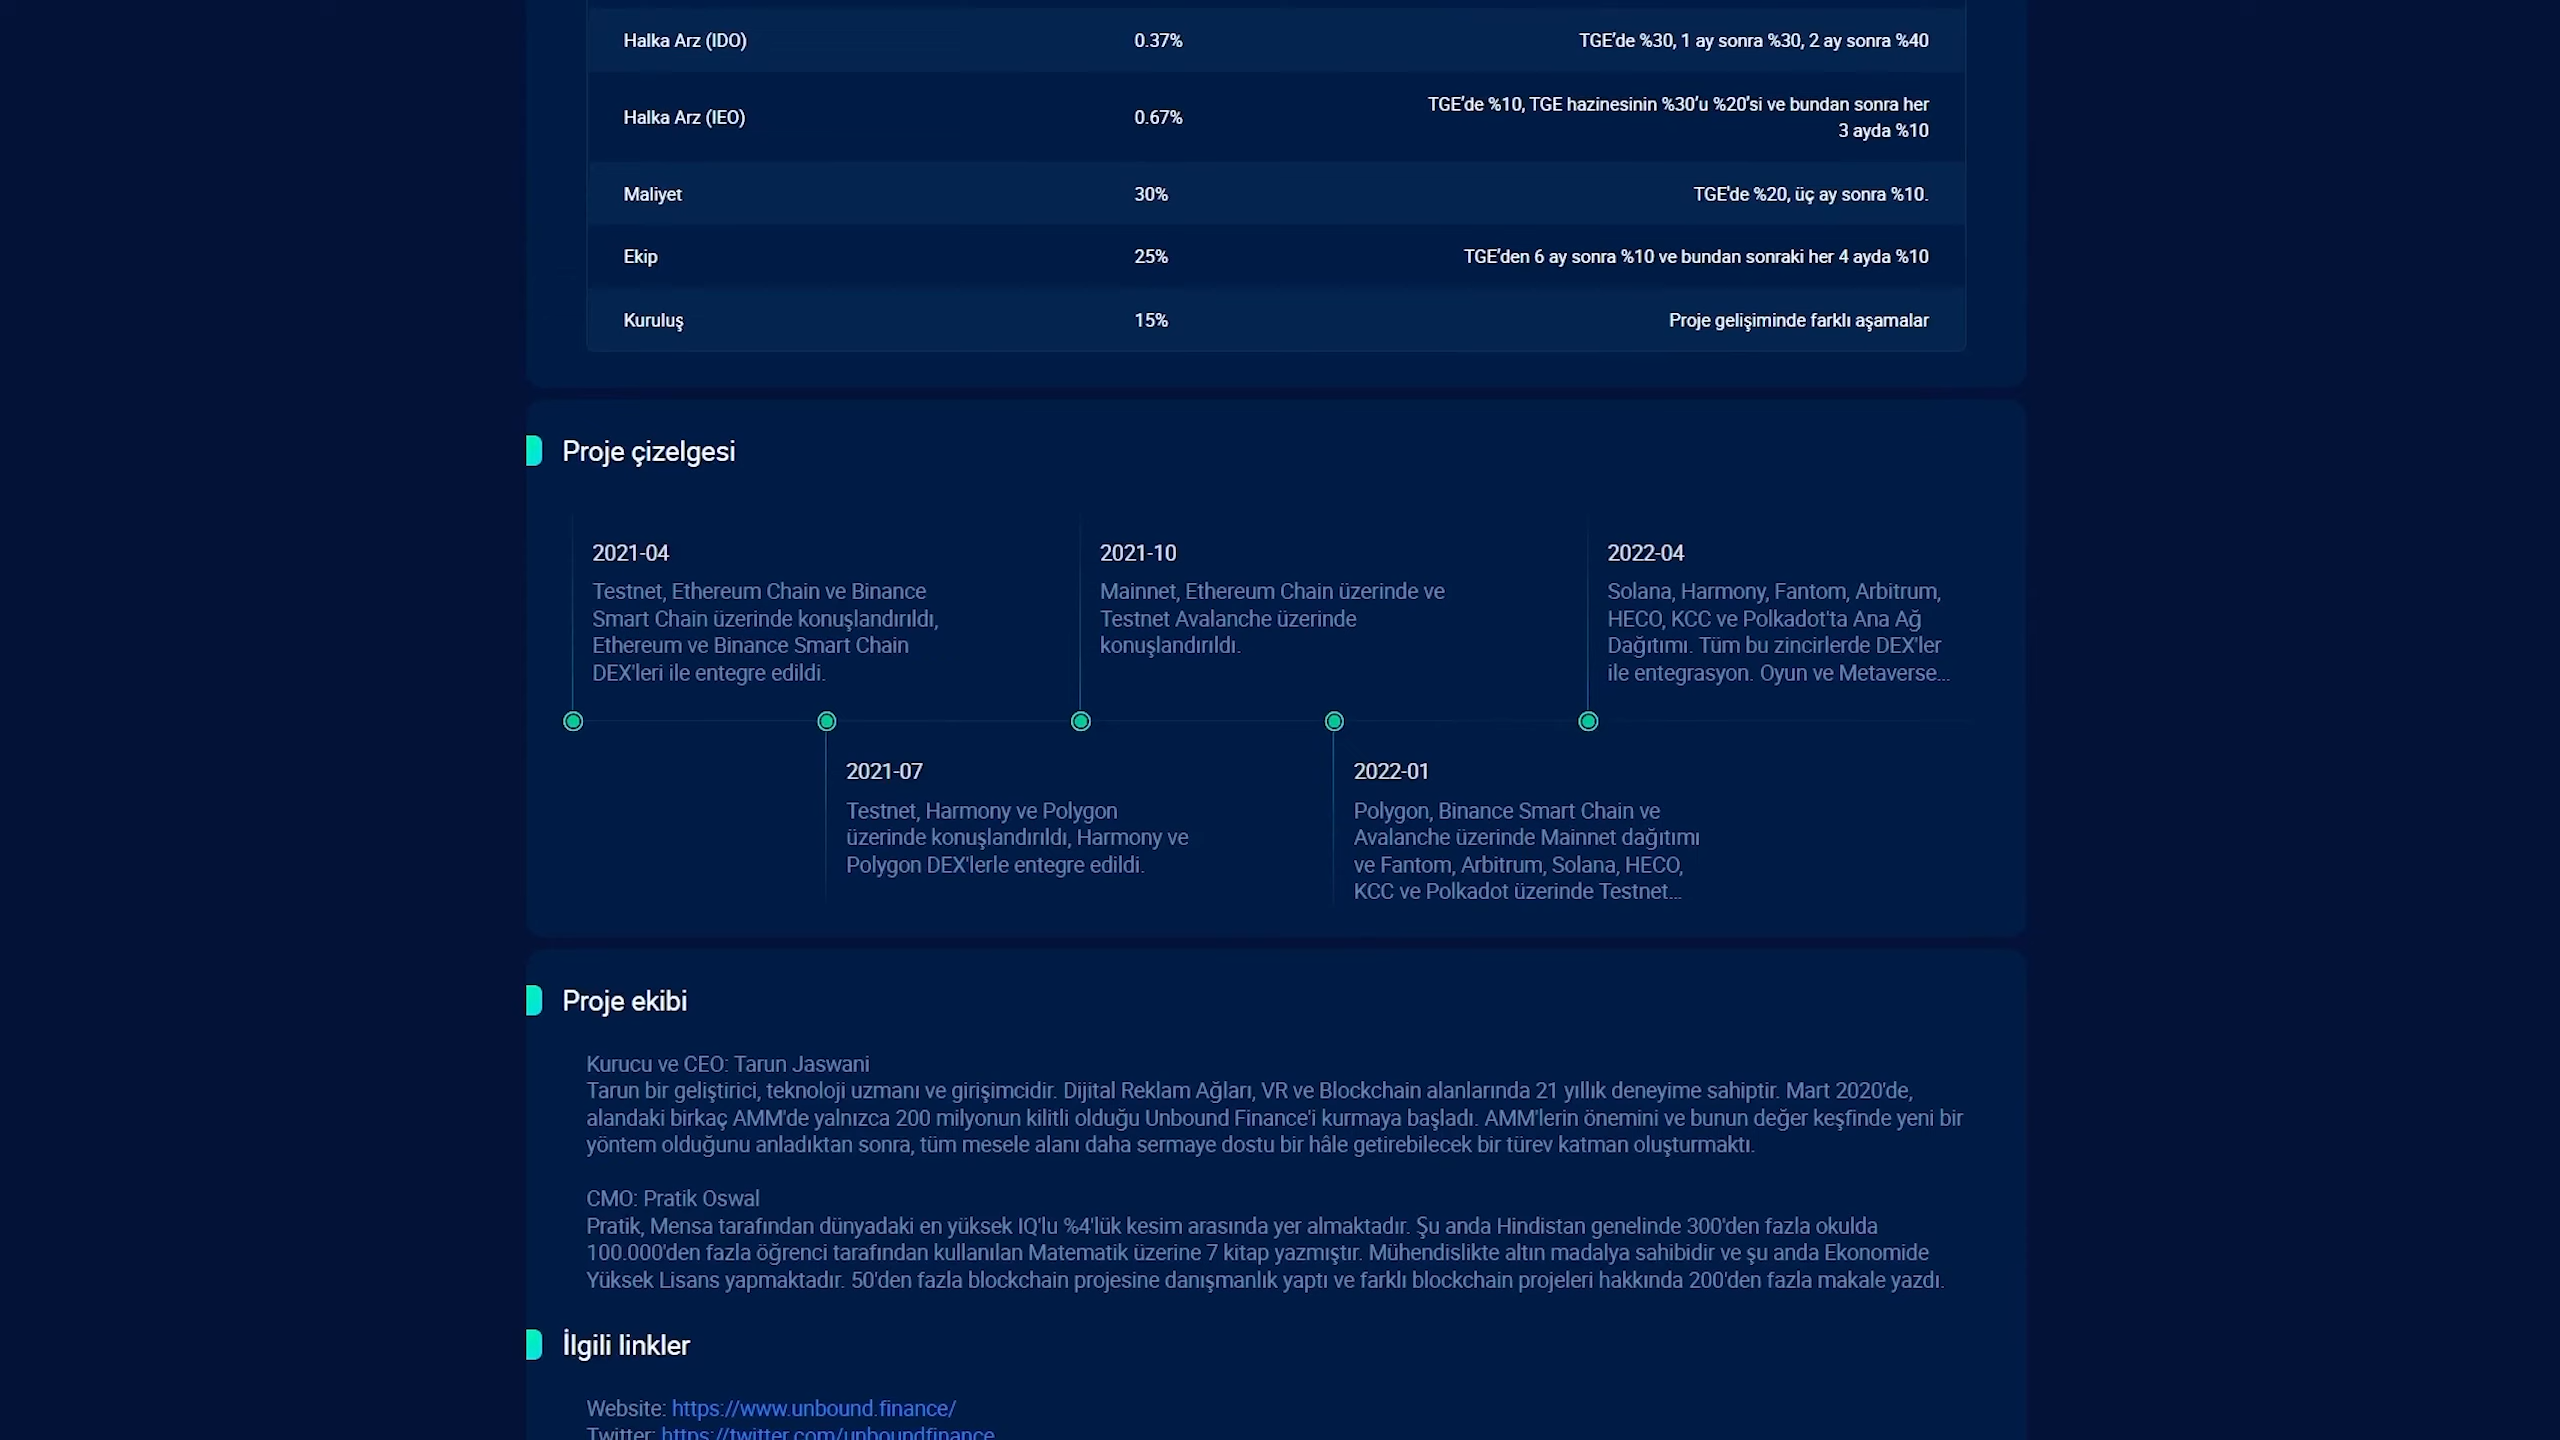 Halka Arz (IDO) 0.37% TGE’de %30, 1 ay sonra %30, 2 ay sonra %40
Halka Arz (IEO) 0.67% TGE’de %10, TGE hazinesinin %30’u %20’si ve bundan sonra her
3 ayda %10
Maliyet 30% TGE’de %20, üç ay sonra %10.
Ekip 25% TGE’den 6 ay sonra %10 ve bundan sonraki her 4 ayda %10
Kuruluş 15% Proje gelişiminde farklı aşamalar
Proje çizelgesi
2021-04
Testnet, Ethereum Chain ve Binance
Smart Chain üzerinde konuşlandırıldı,
Ethereum ve Binance Smart Chain
DEX'leri ile entegre edildi.
2021-07
Testnet, Harmony ve Polygon
üzerinde konuşlandırıldı, Harmony ve
Polygon DEX'lerle entegre edildi.
2021-10
Mainnet, Ethereum Chain üzerinde ve
Testnet Avalanche üzerinde
konuşlandırıldı.
2022-01
Polygon, Binance Smart Chain ve
Avalanche üzerinde Mainnet dağıtımı
ve Fantom, Arbitrum, Solana, HECO,
KCC ve Polkadot üzerinde Testnet...
2022-04
Solana, Harmony, Fantom, Arbitrum,
HECO, KCC ve Polkadot'ta Ana Ağ
Dağıtımı. Tüm bu zincirlerde DEX'ler
ile entegrasyon. Oyun ve Metaverse...
Proje ekibi
Kurucu ve CEO: Tarun Jaswani
Tarun bir geliştirici, teknoloji uzmanı ve girişimcidir. Dijital Reklam Ağları, VR ve Blockchain alanlarında 21 yıllık deneyime sahiptir. Mart 2020'de,
alandaki birkaç AMM'de yalnızca 200 milyonun kilitli olduğu Unbound Finance'i kurmaya başladı. AMM'lerin önemini ve bunun değer keşfinde yeni bir
yöntem olduğunu anladıktan sonra, tüm mesele alanı daha sermaye dostu bir hâle getirebilecek bir türev katman oluşturmaktı.
CMO: Pratik Oswal
Pratik, Mensa tarafından dünyadaki en yüksek IQ'lu %4'lük kesim arasında yer almaktadır. Şu anda Hindistan genelinde 300'den fazla okulda
100.000'den fazla öğrenci tarafından kullanılan Matematik üzerine 7 kitap yazmıştır. Mühendislikte altın madalya sahibidir ve şu anda Ekonomide
Yüksek Lisans yapmaktadır. 50'den fazla blockchain projesine danışmanlık yaptı ve farklı blockchain projeleri hakkında 200'den fazla makale yazdı.
İlgili linkler
Website: https://www.unbound.finance/
Twitter: https://twitter.com/unboundfinance